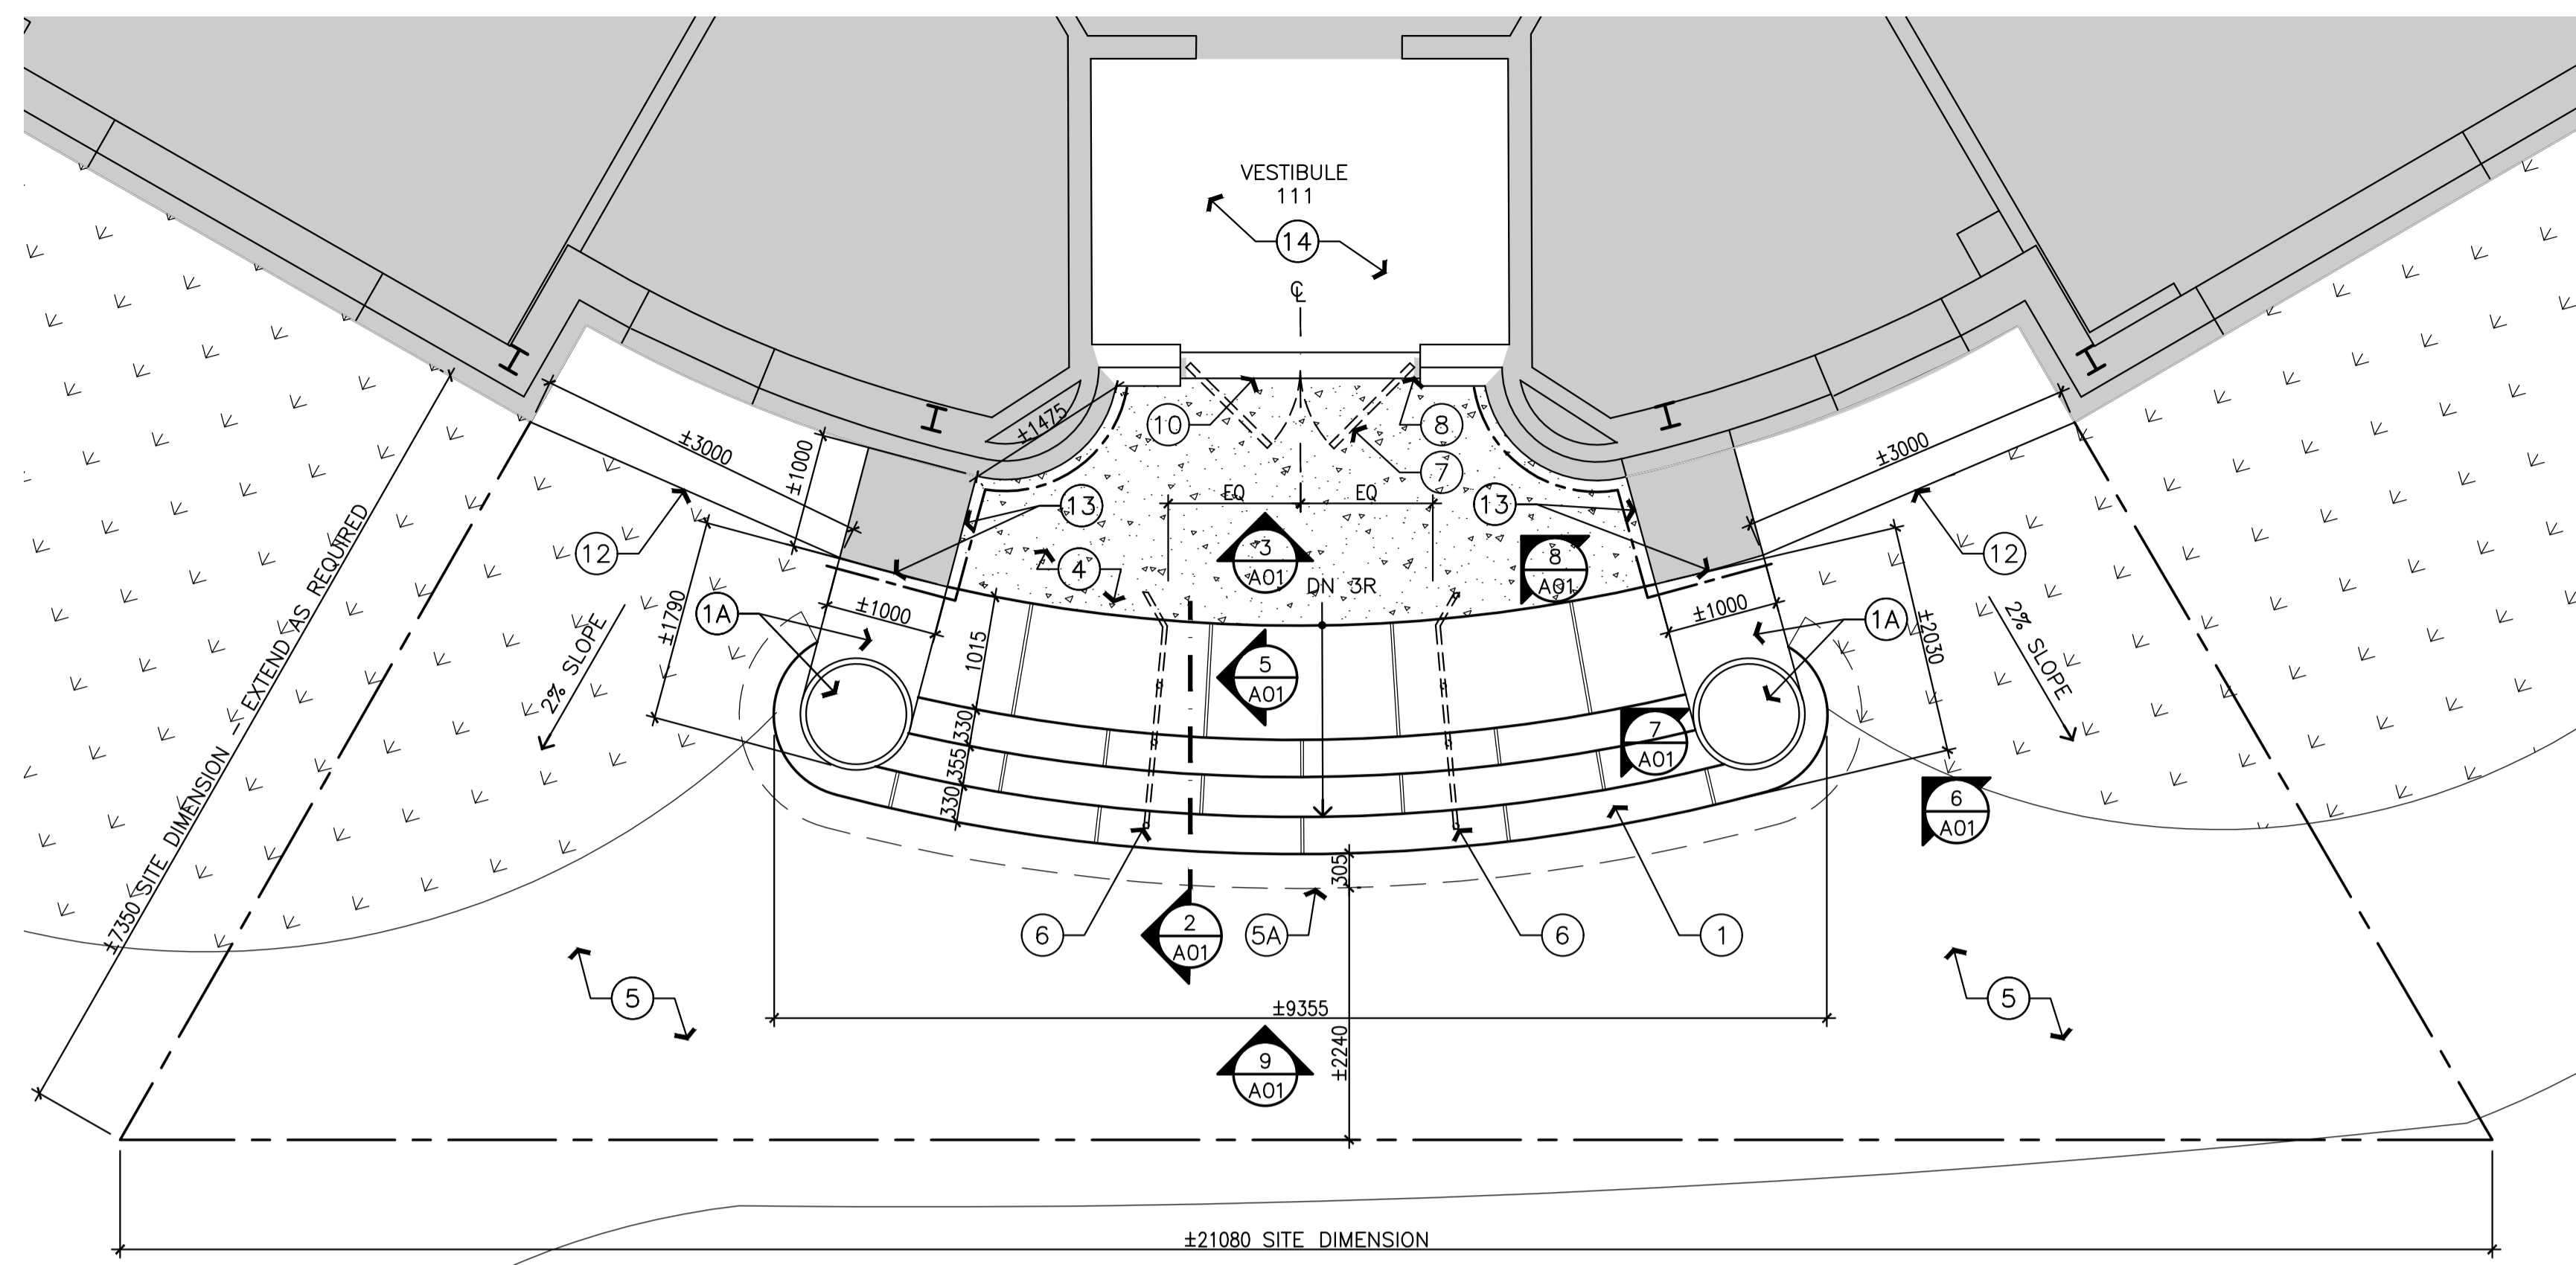 VESTIBULE
111
14
℄
±1475
10
8
7
±3000
±1000
±3000
EQ EQ
13
13
3
A01
8
A01
12
12
4
DN 3R
±7350 SITE DIMENSION – EXTEND AS REQUIRED
2% SLOPE
±1790
1A
±1000
±1000
1A
±2030
2% SLOPE
1015
5
A01
330
355
330
7
A01
6
A01
305
6
2
A01
5A
6
1
5
±9355
5
±2240
9
A01
±21080 SITE DIMENSION